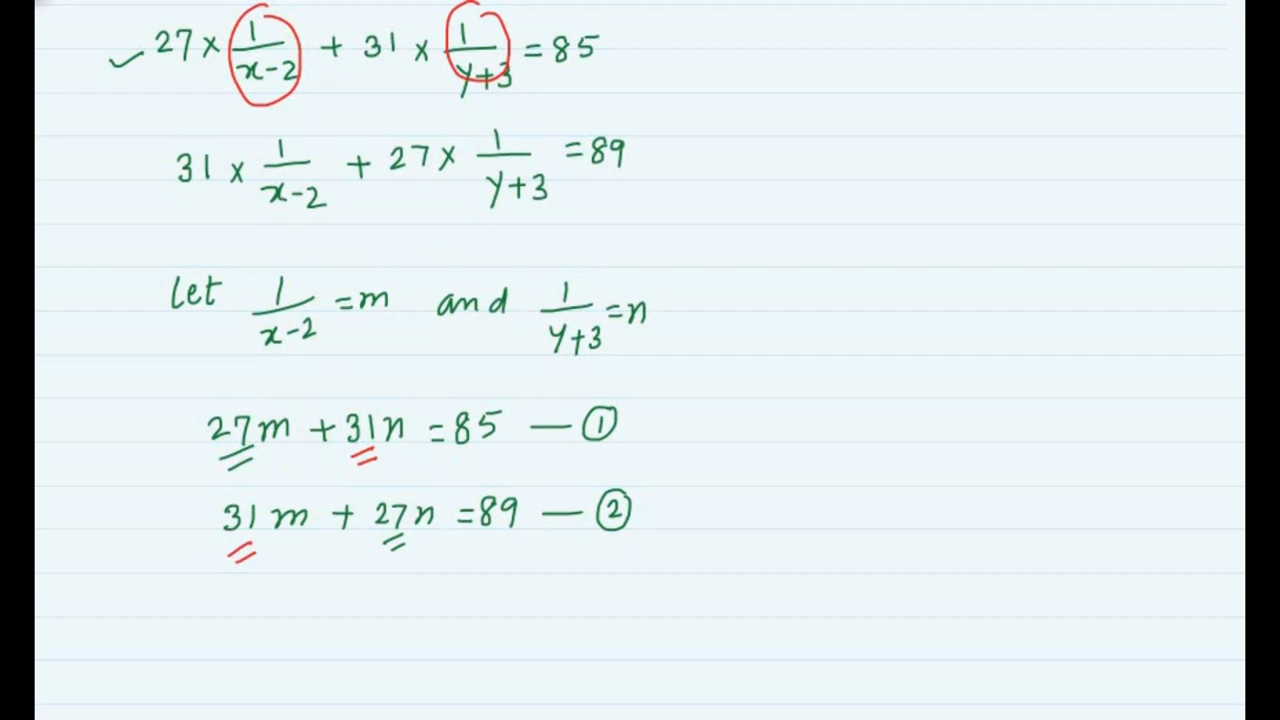 27 × 1/(x-2) + 31 × 1/(y+3) = 85
31 × 1/(x-2) + 27 × 1/(y+3) = 89
Let 1/(x-2) = m and 1/(y+3) = n
27m + 31n = 85 — ①
31m + 27n = 89 — ②